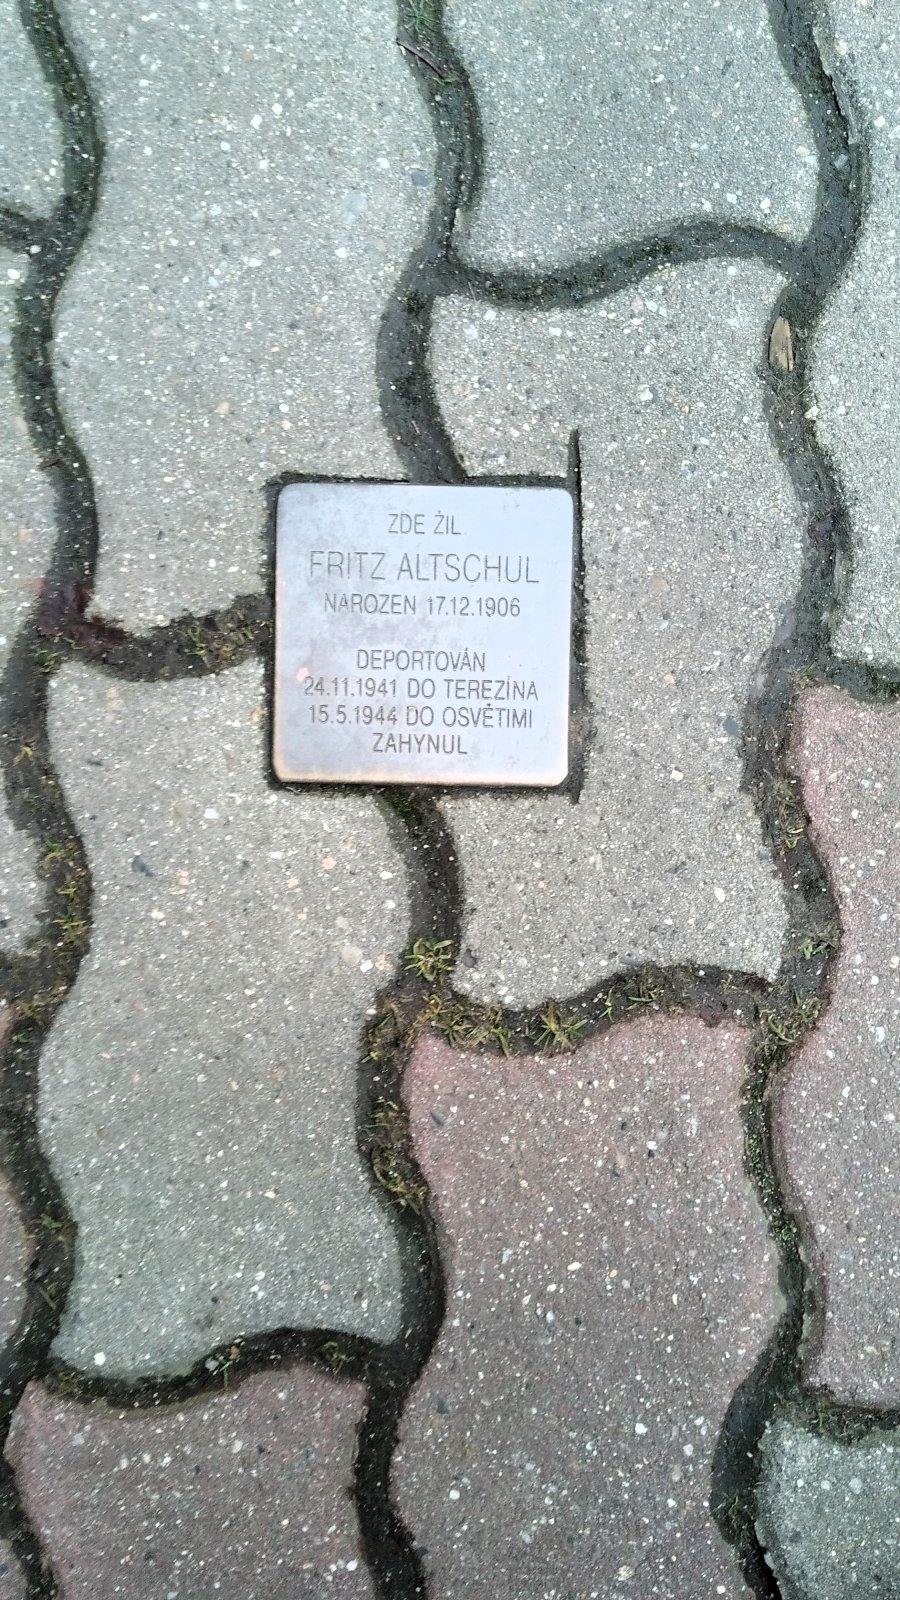 ZDE ŽIL
FRITZ ALTSCHUL
NAROZEN 17.12.1906
DEPORTOVÁN
24.11.1941 DO TEREZÍNA
15.5.1944 DO OSVĚTIMI
ZAHYNUL